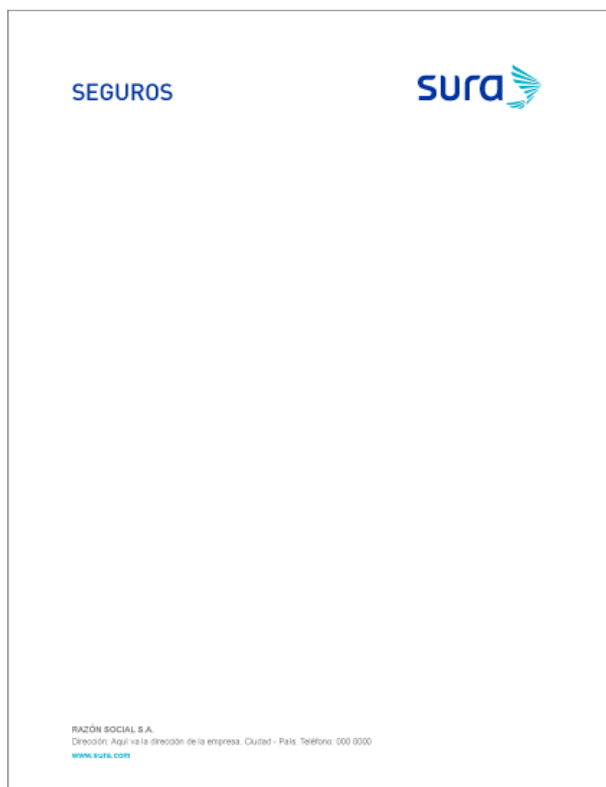 SEGUROS
sura
RAZÓN SOCIAL S.A.
Dirección: Aquí va la dirección de la empresa. Ciudad - País. Teléfono: 000 0000
www.sura.com